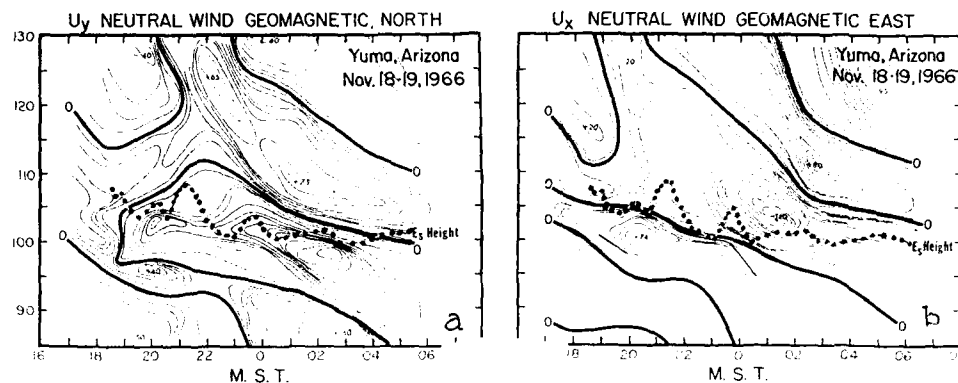 Uy NEUTRAL WIND GEOMAGNETIC, NORTH
130
120
110
100
90
Yuma, Arizona
Nov. 18-19, 1966
0
0
0
Es Height
a
16 18 20 22 0 02 04 06
M. S. T.
Ux NEUTRAL WIND GEOMAGNETIC EAST
Yuma, Arizona
Nov. 18-19, 1966
0
0
0
0
0
0
Es Height
b
18 20 22 0 02 04 06
M. S. T.